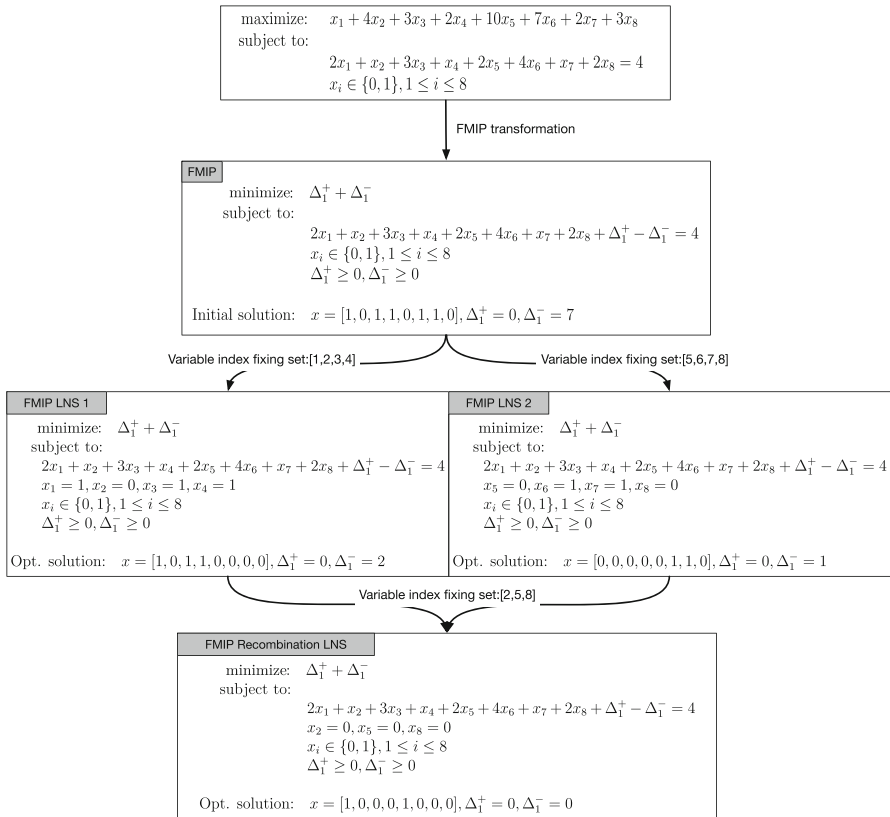 maximize: x₁ + 4x₂ + 3x₃ + 2x₄ + 10x₅ + 7x₆ + 2x₇ + 3x₈
subject to:
2x₁ + x₂ + 3x₃ + x₄ + 2x₅ + 4x₆ + x₇ + 2x₈ = 4
xᵢ ∈ {0, 1}, 1 ≤ i ≤ 8
FMIP transformation
FMIP
minimize: Δ₁⁺ + Δ₁⁻
subject to:
2x₁ + x₂ + 3x₃ + x₄ + 2x₅ + 4x₆ + x₇ + 2x₈ + Δ₁⁺ − Δ₁⁻ = 4
xᵢ ∈ {0, 1}, 1 ≤ i ≤ 8
Δ₁⁺ ≥ 0, Δ₁⁻ ≥ 0
Initial solution: x = [1, 0, 1, 1, 0, 1, 1, 0], Δ₁⁺ = 0, Δ₁⁻ = 7
Variable index fixing set:[1,2,3,4]
Variable index fixing set:[5,6,7,8]
FMIP LNS 1
minimize: Δ₁⁺ + Δ₁⁻
subject to:
2x₁ + x₂ + 3x₃ + x₄ + 2x₅ + 4x₆ + x₇ + 2x₈ + Δ₁⁺ − Δ₁⁻ = 4
x₁ = 1, x₂ = 0, x₃ = 1, x₄ = 1
xᵢ ∈ {0, 1}, 1 ≤ i ≤ 8
Δ₁⁺ ≥ 0, Δ₁⁻ ≥ 0
Opt. solution: x = [1, 0, 1, 1, 0, 0, 0, 0], Δ₁⁺ = 0, Δ₁⁻ = 2
FMIP LNS 2
minimize: Δ₁⁺ + Δ₁⁻
subject to:
2x₁ + x₂ + 3x₃ + x₄ + 2x₅ + 4x₆ + x₇ + 2x₈ + Δ₁⁺ − Δ₁⁻ = 4
x₅ = 0, x₆ = 1, x₇ = 1, x₈ = 0
xᵢ ∈ {0, 1}, 1 ≤ i ≤ 8
Δ₁⁺ ≥ 0, Δ₁⁻ ≥ 0
Opt. solution: x = [0, 0, 0, 0, 0, 1, 1, 0], Δ₁⁺ = 0, Δ₁⁻ = 1
Variable index fixing set:[2,5,8]
FMIP Recombination LNS
minimize: Δ₁⁺ + Δ₁⁻
subject to:
2x₁ + x₂ + 3x₃ + x₄ + 2x₅ + 4x₆ + x₇ + 2x₈ + Δ₁⁺ − Δ₁⁻ = 4
x₂ = 0, x₅ = 0, x₈ = 0
xᵢ ∈ {0, 1}, 1 ≤ i ≤ 8
Δ₁⁺ ≥ 0, Δ₁⁻ ≥ 0
Opt. solution: x = [1, 0, 0, 0, 1, 0, 0, 0], Δ₁⁺ = 0, Δ₁⁻ = 0